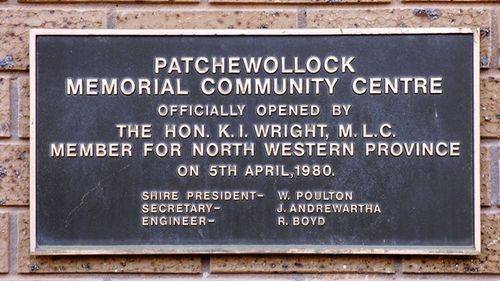 PATCHEWOLLOCK
MEMORIAL COMMUNITY CENTRE
OFFICIALLY OPENED BY
THE HON. K. I. WRIGHT, M. L. C.
MEMBER FOR NORTH WESTERN PROVINCE
ON 5TH APRIL, 1980.
SHIRE PRESIDENT- W. POULTON
SECRETARY- J. ANDREWARTHA
ENGINEER- R. BOYD